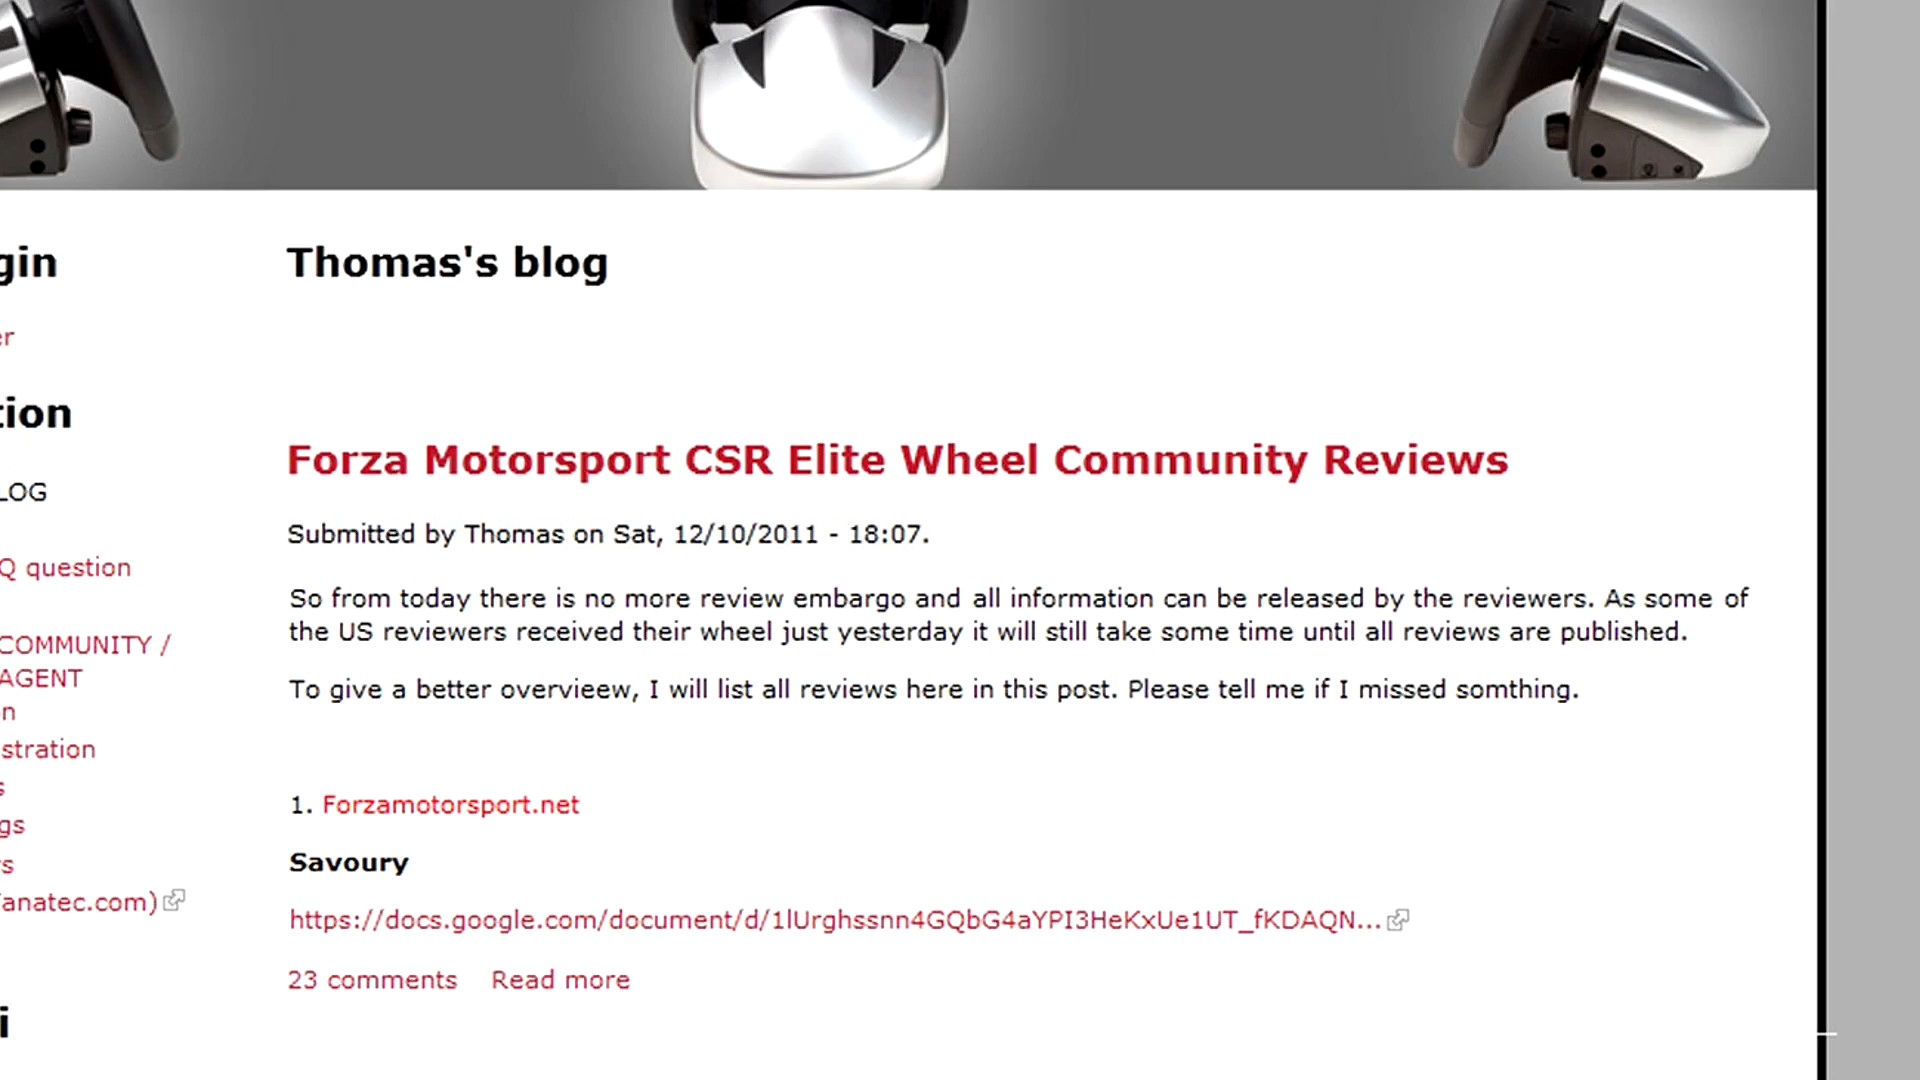 gin
er
tion
LOG
Q question
COMMUNITY /
AGENT
n
stration
s
gs
rs
fanatec.com)
i
Thomas's blog
Forza Motorsport CSR Elite Wheel Community Reviews
Submitted by Thomas on Sat, 12/10/2011 - 18:07.
So from today there is no more review embargo and all information can be released by the reviewers. As some of
the US reviewers received their wheel just yesterday it will still take some time until all reviews are published.
To give a better overvieew, I will list all reviews here in this post. Please tell me if I missed somthing.
1. Forzamotorsport.net
Savoury
https://docs.google.com/document/d/1lUrghssnn4GQbG4aYPI3HeKxUe1UT_fKDAQN...
23 comments Read more